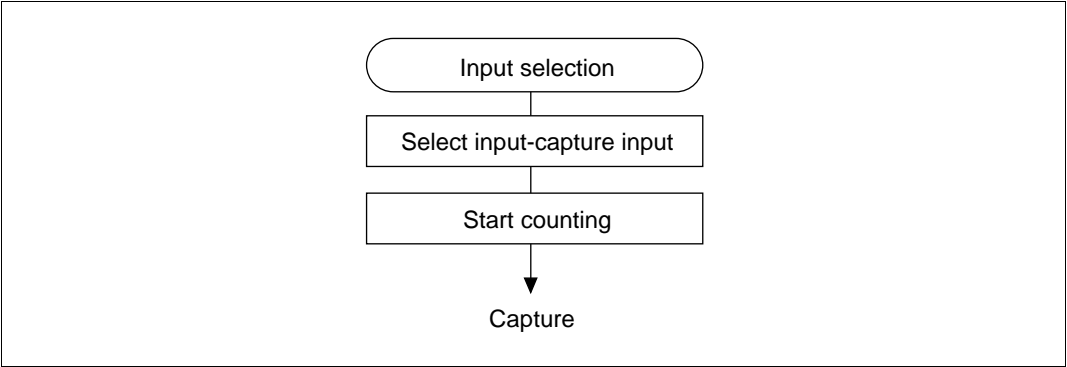 Input selection
Select input-capture input
Start counting
Capture